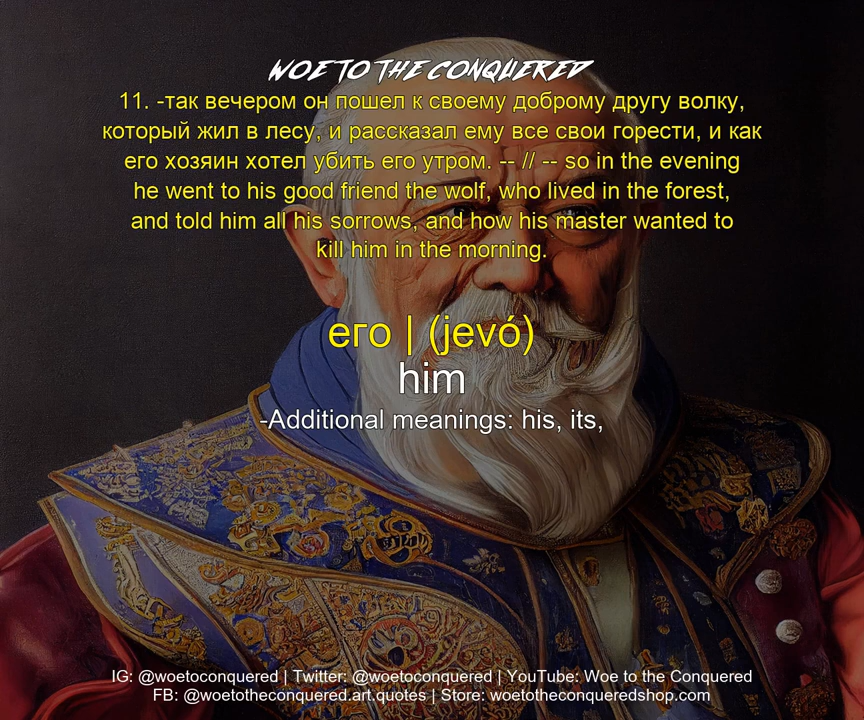 WOE TO THE CONQUERED
11. -так вечером он пошел к своему доброму другу волку,
который жил в лесу, и рассказал ему все свои горести, и как
его хозяин хотел убить его утром. -- // -- so in the evening
he went to his good friend the wolf, who lived in the forest,
and told him all his sorrows, and how his master wanted to
kill him in the morning.
его | (jevó)
him
-Additional meanings: his, its,
IG: @woetoconquered | Twitter: @woetoconquered | YouTube: Woe to the Conquered
FB: @woetotheconquered.art.quotes | Store: woetotheconqueredshop.com